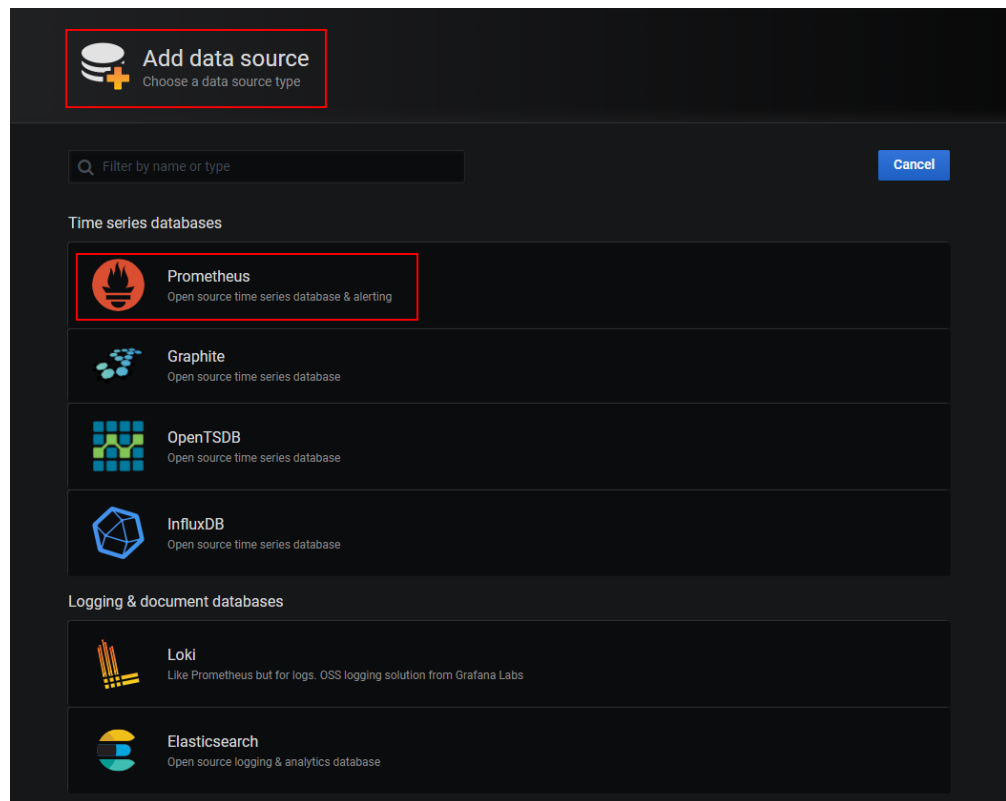 Add data source
Choose a data source type
Filter by name or type
Cancel
Time series databases
Prometheus
Open source time series database & alerting
Graphite
Open source time series database
OpenTSDB
Open source time series database
InfluxDB
Open source time series database
Logging & document databases
Loki
Like Prometheus but for logs. OSS logging solution from Grafana Labs
Elasticsearch
Open source logging & analytics database